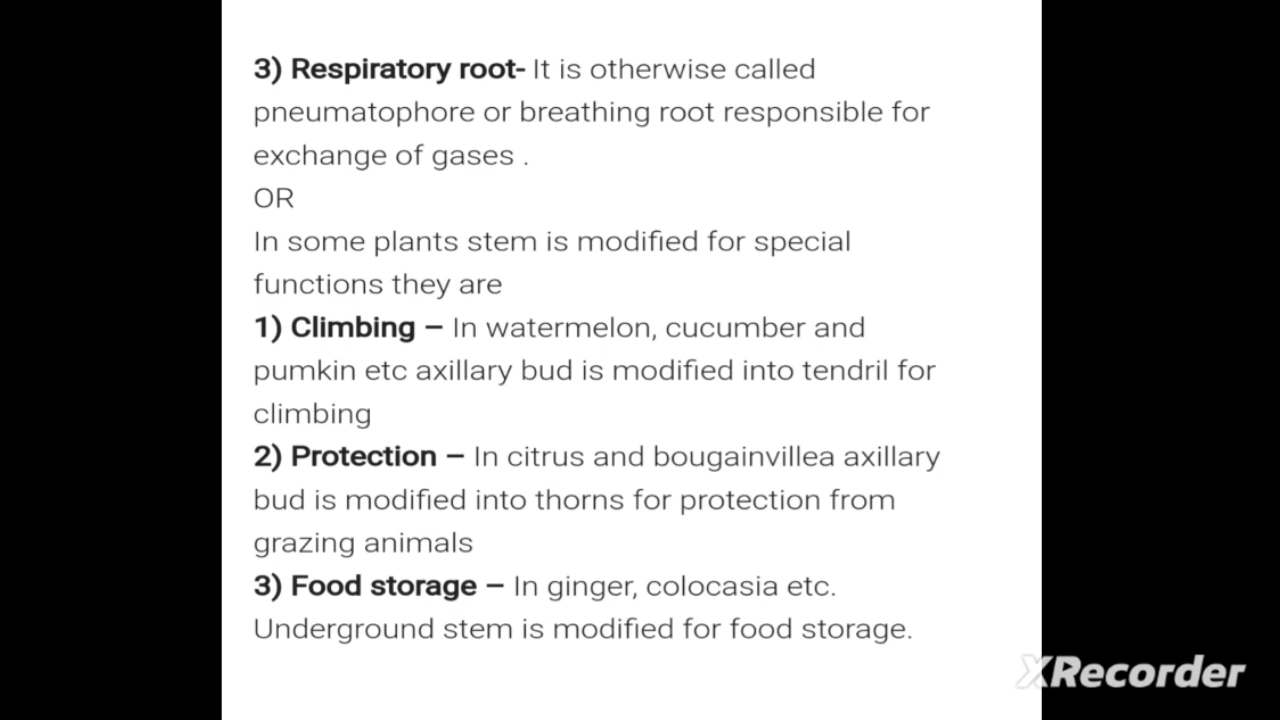 3) Respiratory root- It is otherwise called
pneumatophore or breathing root responsible for
exchange of gases .
OR
In some plants stem is modified for special
functions they are
1) Climbing – In watermelon, cucumber and
pumkin etc axillary bud is modified into tendril for
climbing
2) Protection – In citrus and bougainvillea axillary
bud is modified into thorns for protection from
grazing animals
3) Food storage – In ginger, colocasia etc.
Underground stem is modified for food storage.
XRecorder